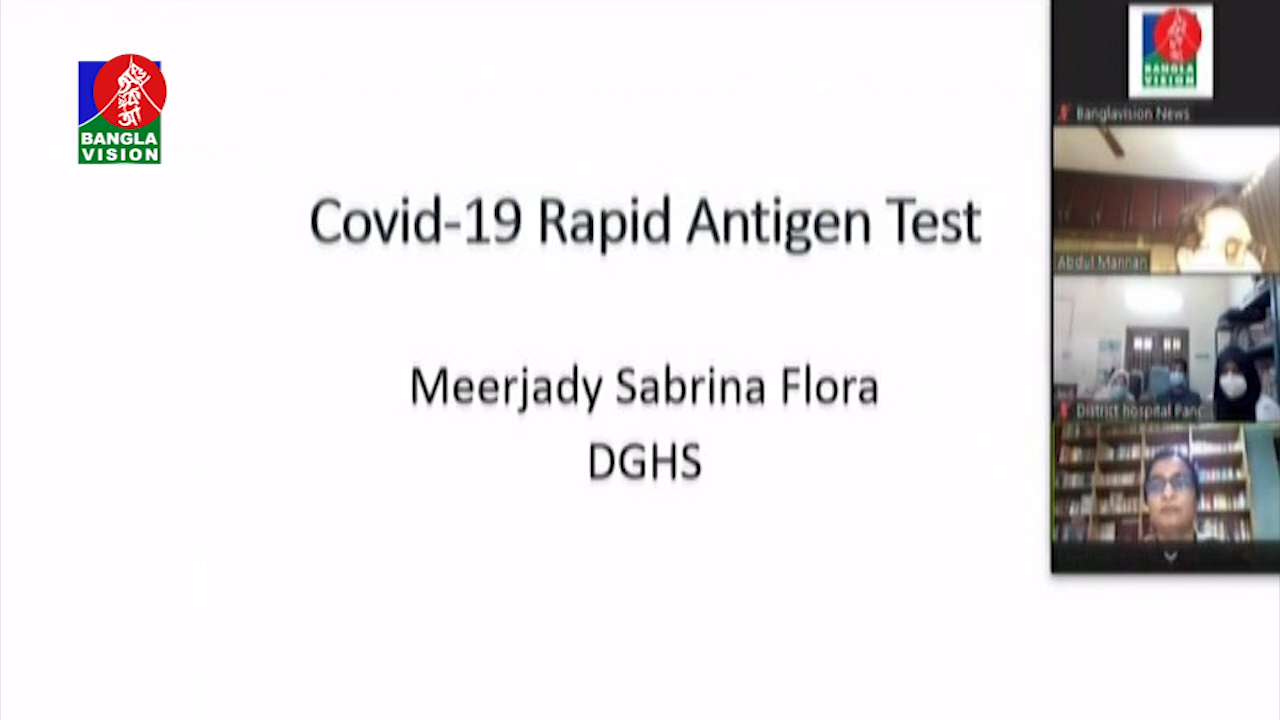 BANGLA
VISION
Covid-19 Rapid Antigen Test
Meerjady Sabrina Flora
DGHS
BANGLA
VISION
Banglavision News
Abdul Mannan
District hospital Panc